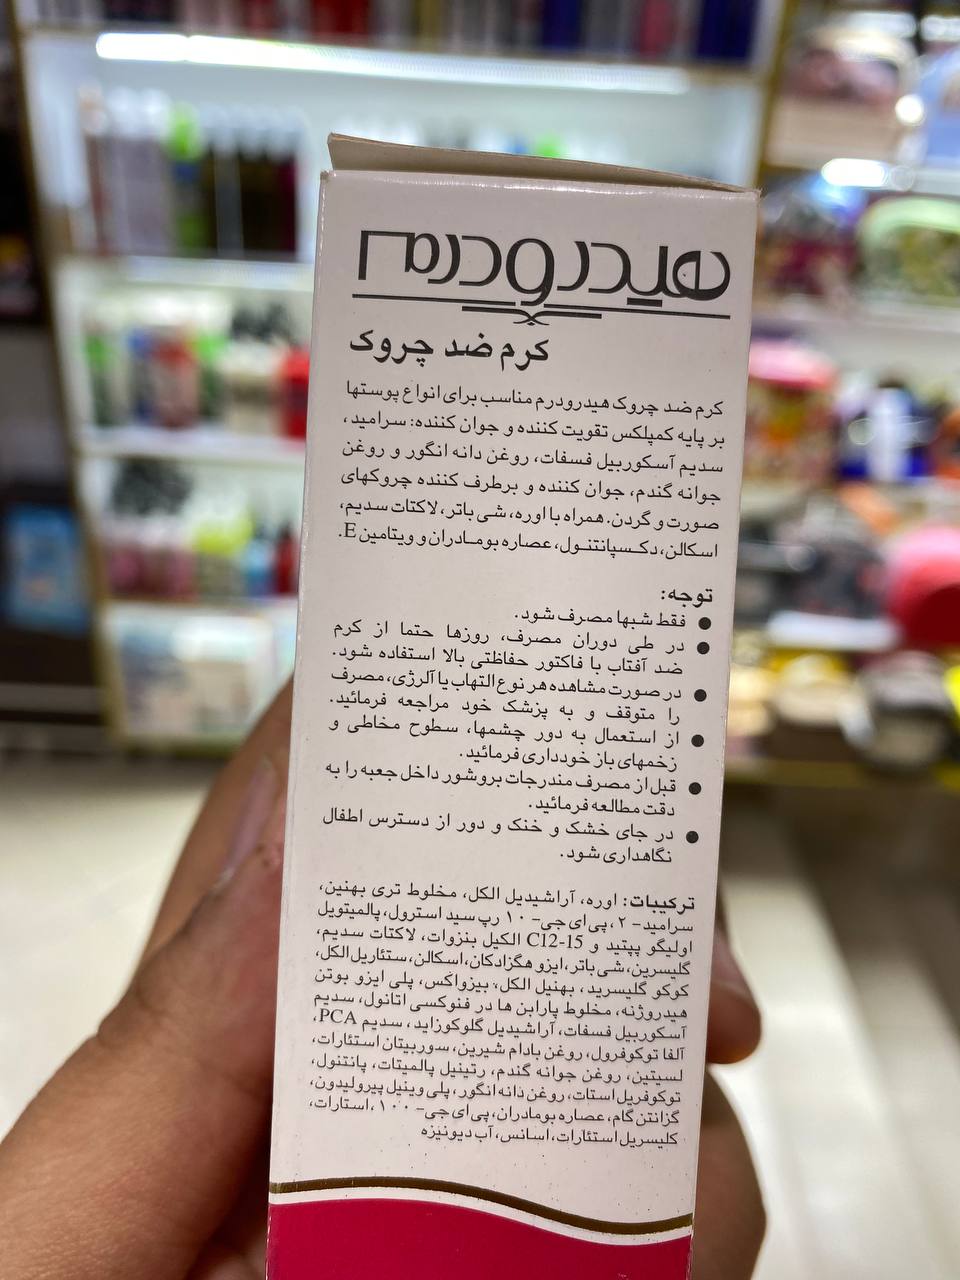 هیدرودرم
کرم ضد چروک
کرم ضد چروک هیدرودرم مناسب برای انواع پوستها
بر پایه کمپلکس تقویت کننده و جوان کننده: سرامید،
سدیم آسکوربیل فسفات، روغن دانه انگور و روغن
جوانه گندم، جوان کننده و برطرف کننده چروکهای
صورت و گردن. همراه با اوره، شی باتر، لاکتات سدیم،
اسکالن، دکسپانتنول، عصاره بومادران و ویتامین E.
توجه:
● فقط شبها مصرف شود.
● در طی دوران مصرف، روزها حتما از کرم
ضد آفتاب با فاکتور حفاظتی بالا استفاده شود.
● در صورت مشاهده هر نوع التهاب یا آلرژی، مصرف
را متوقف و به پزشک خود مراجعه فرمائید.
● از استعمال به دور چشمها، سطوح مخاطی و
زخمهای باز خودداری فرمائید.
● قبل از مصرف مندرجات بروشور داخل جعبه را به
دقت مطالعه فرمائید.
● در جای خشک و خنک و دور از دسترس اطفال
نگاهداری شود.
ترکیبات: اوره، آراشیدیل الکل، مخلوط تری بهنین،
سرامید- ۲، پی ای جی- ۱۰ رپ سید استرول، پالمیتویل
اولیگو پپتید و C12-15 الکیل بنزوات، لاکتات سدیم،
گلیسرین، شی باتر، ایزو هگزادکان، اسکالن، ستئاریل الکل،
کوکو گلیسرید، بهنیل الکل، بیزواکس، پلی ایزو بوتن
هیدروژنه، مخلوط پارابن ها در فنوکسی اتانول، سدیم
آسکوربیل فسفات، آراشیدیل گلوکوزاید، سدیم PCA،
آلفا توکوفرول، روغن بادام شیرین، سوربیتان استئارات،
لسیتین، روغن جوانه گندم، رتینیل پالمیتات، پانتنول،
توکوفریل استات، روغن دانه انگور، پلی وینیل پیرولیدون،
گزانتن گام، عصاره بومادران، پی ای جی- ۱۰۰، استارات،
گلیسریل استئارات، اسانس، آب دیونیزه